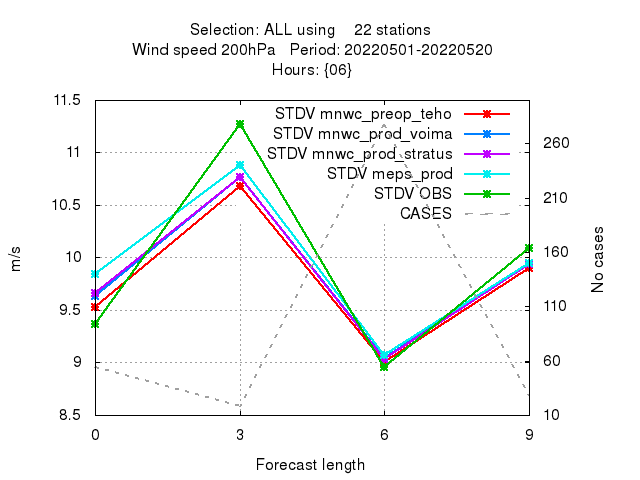 Selection: ALL using 22 stations
Wind speed 200hPa Period: 20220501-20220520
Hours: {06}
STDV mnwc_preop_teho
STDV mnwc_prod_voima
STDV mnwc_prod_stratus
STDV meps_prod
STDV OBS
CASES
11.5
11
10.5
10
9.5
9
8.5
260
210
160
110
60
10
m/s
No cases
0 3 6 9
Forecast length